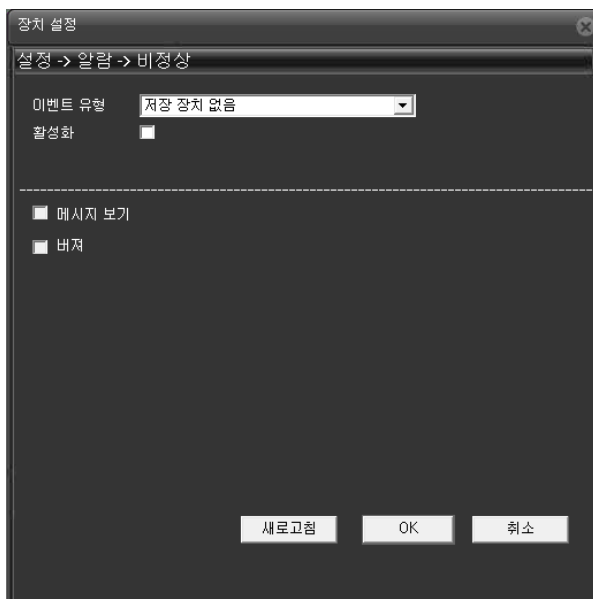 장치 설정
설정 -> 알람 -> 비정상
이벤트 유형 저장 장치 없음
활성화
메시지 보기
버져
새로고침 OK 취소